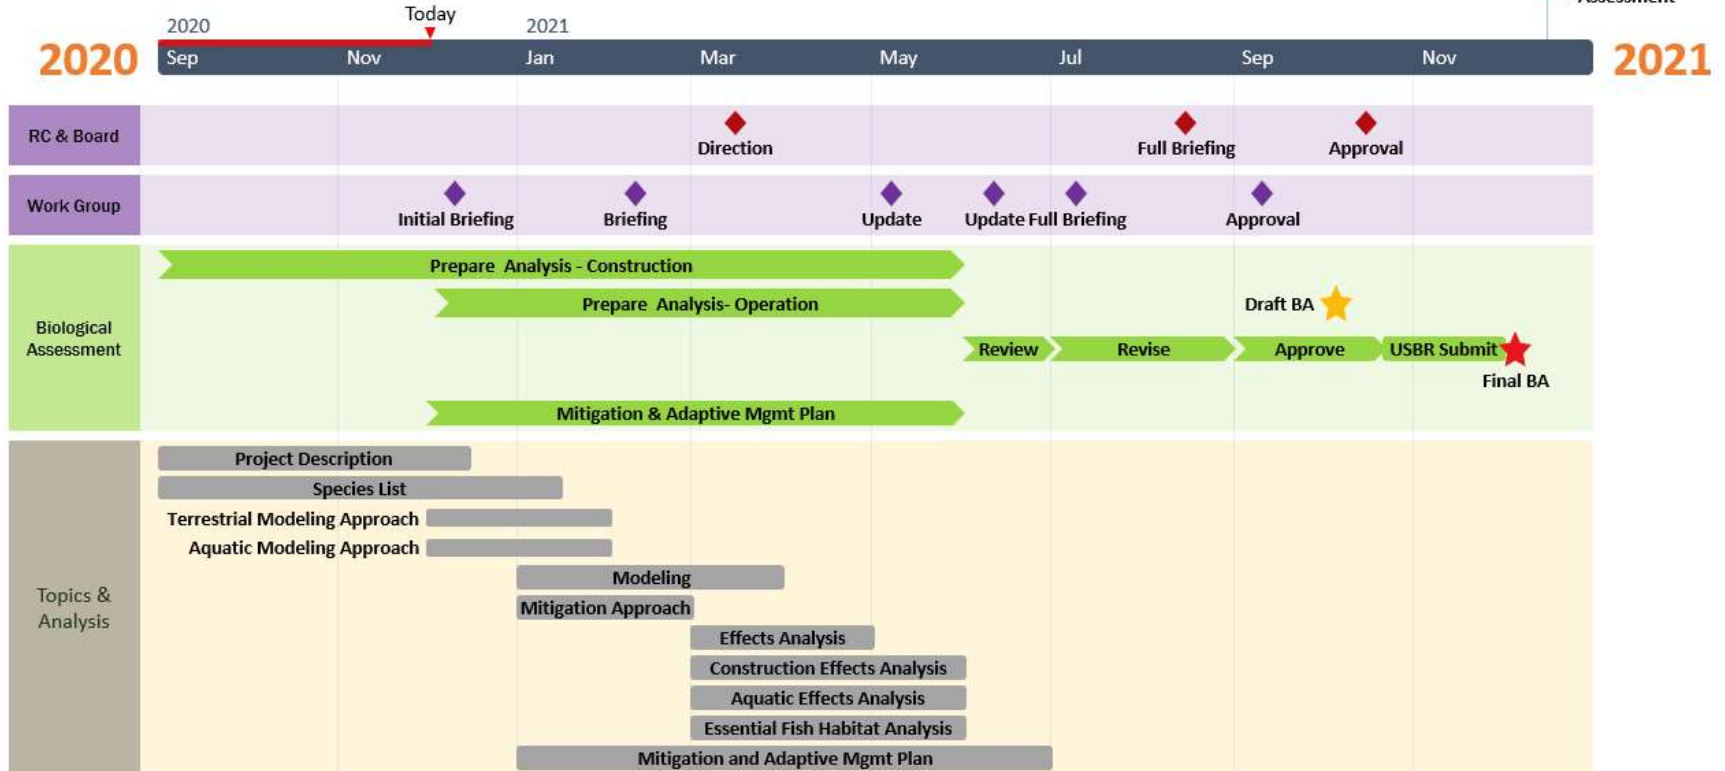 Assessment
Today
2020
2021
2020
Sep
Nov
Jan
Mar
May
Jul
Sep
Nov
2021
RC & Board
Direction
Full Briefing
Approval
Work Group
Initial Briefing
Briefing
Update
Update
Full Briefing
Approval
Biological
Assessment
Prepare Analysis - Construction
Prepare Analysis- Operation
Draft BA
Review
Revise
Approve
USBR Submit
Final BA
Mitigation & Adaptive Mgmt Plan
Topics &
Analysis
Project Description
Species List
Terrestrial Modeling Approach
Aquatic Modeling Approach
Modeling
Mitigation Approach
Effects Analysis
Construction Effects Analysis
Aquatic Effects Analysis
Essential Fish Habitat Analysis
Mitigation and Adaptive Mgmt Plan